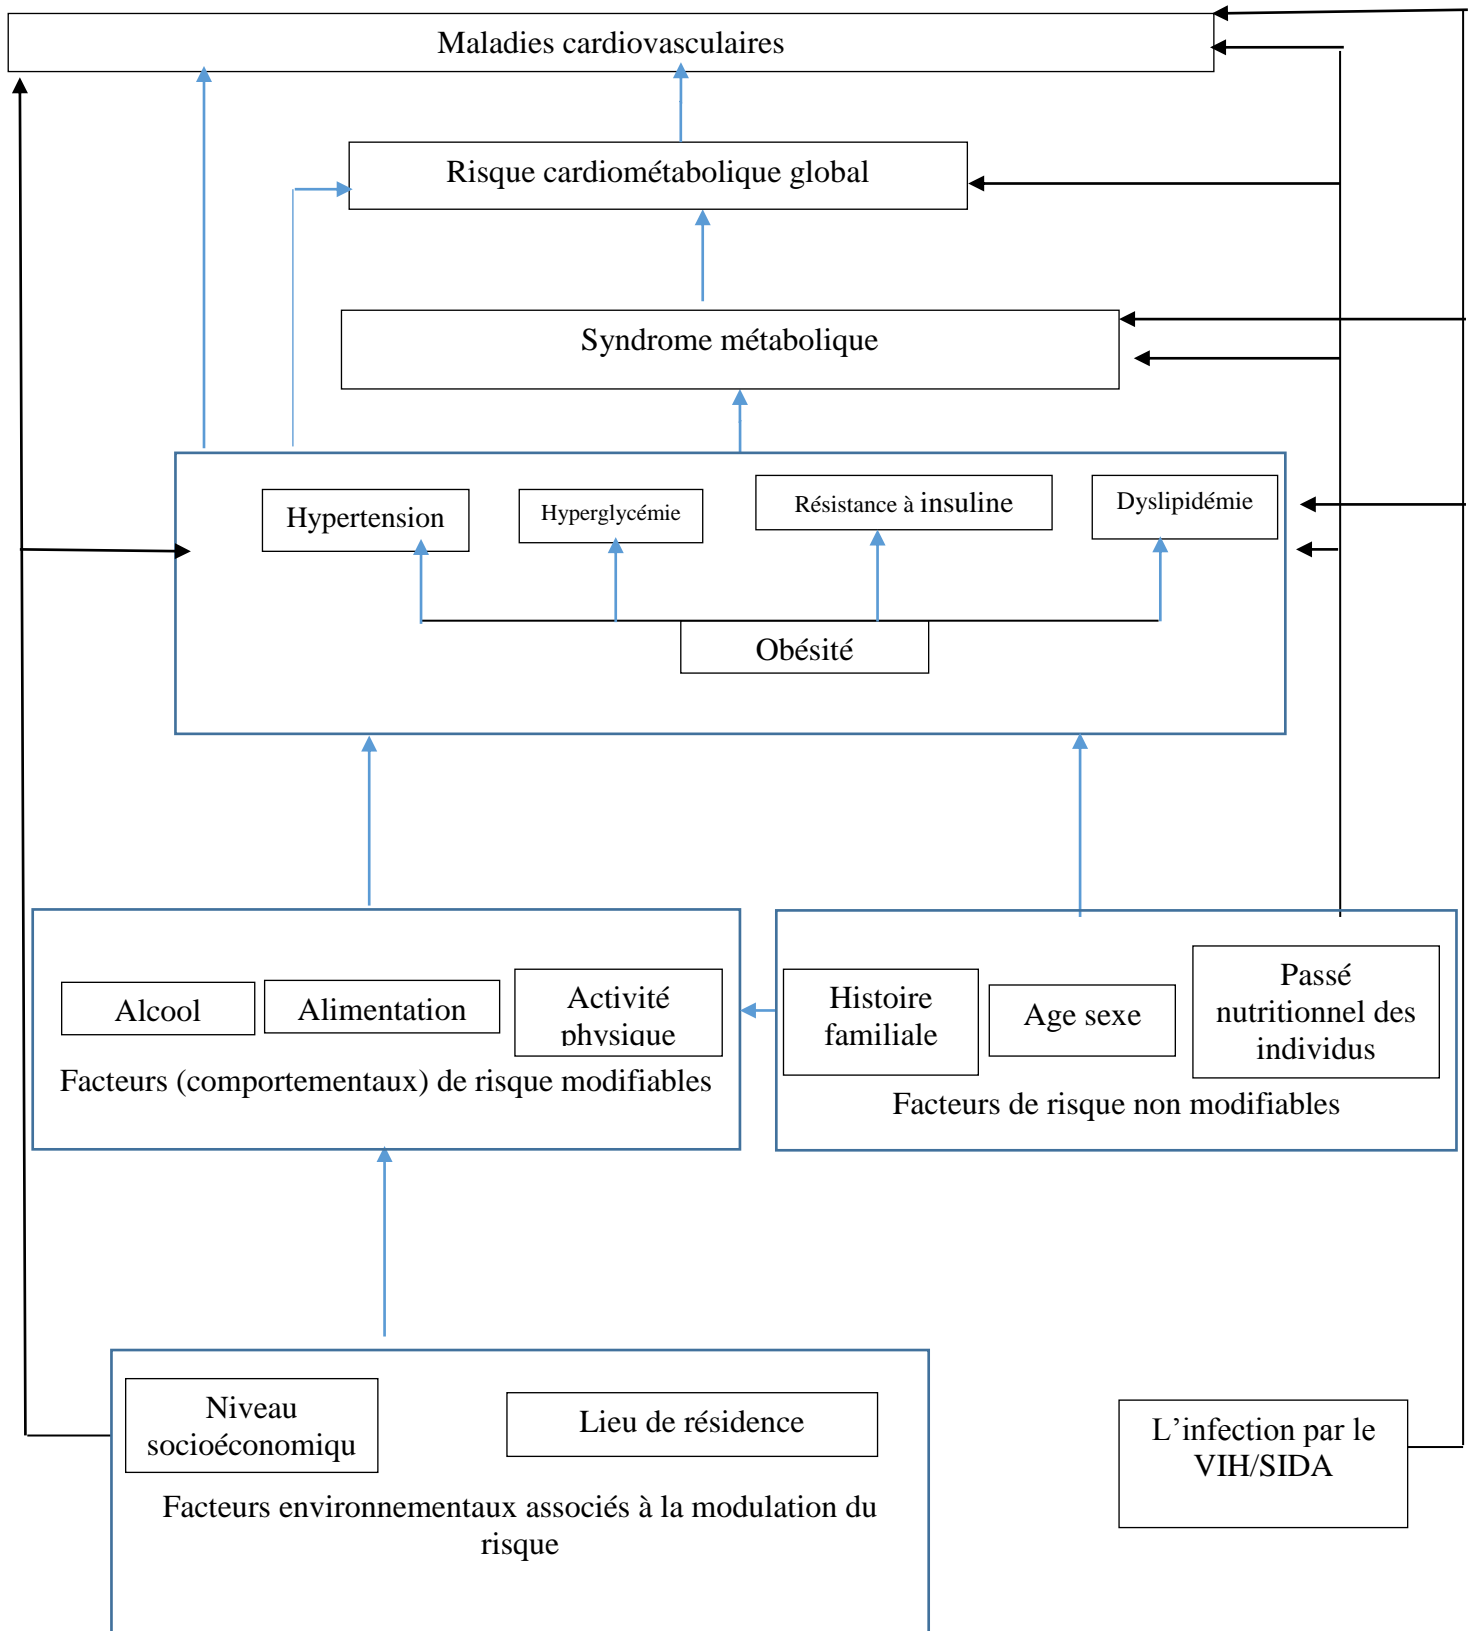 Maladies cardiovasculaires
Risque cardiométabolique global
Syndrome métabolique
Hypertension
Hyperglycémie
Résistance à insuline
Dyslipidémie
Obésité
Alcool
Alimentation
Activité
physique
Facteurs (comportementaux) de risque modifiables
Histoire
familiale
Age sexe
Passé
nutritionnel des
individus
Facteurs de risque non modifiables
Niveau
socioéconomiqu
Lieu de résidence
Facteurs environnementaux associés à la modulation du
risque
L’infection par le
VIH/SIDA